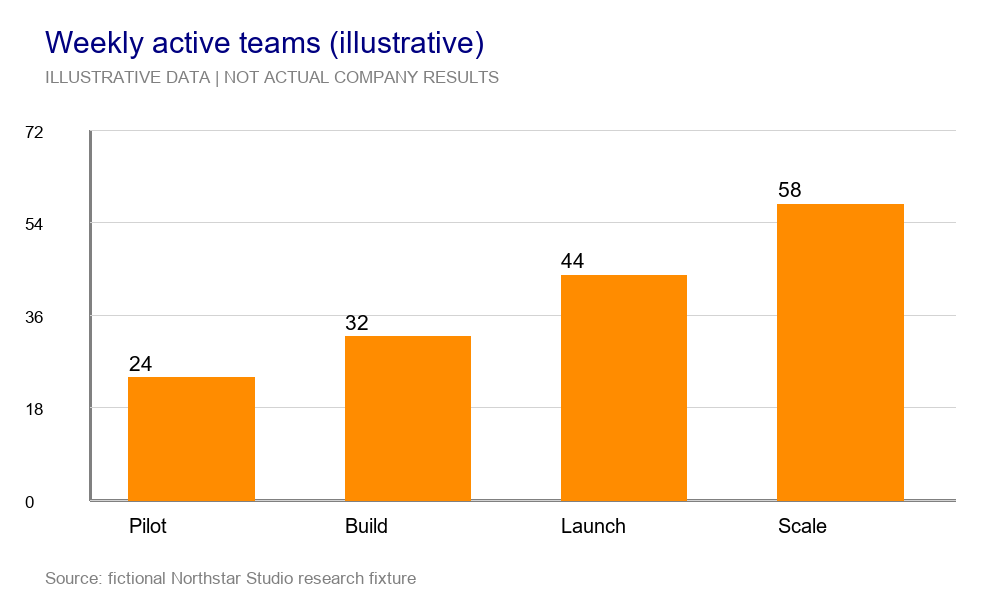 Weekly active teams (illustrative)
ILLUSTRATIVE DATA | NOT ACTUAL COMPANY RESULTS
72
54
36
18
0
24
32
44
58
Pilot
Build
Launch
Scale
Source: fictional Northstar Studio research fixture